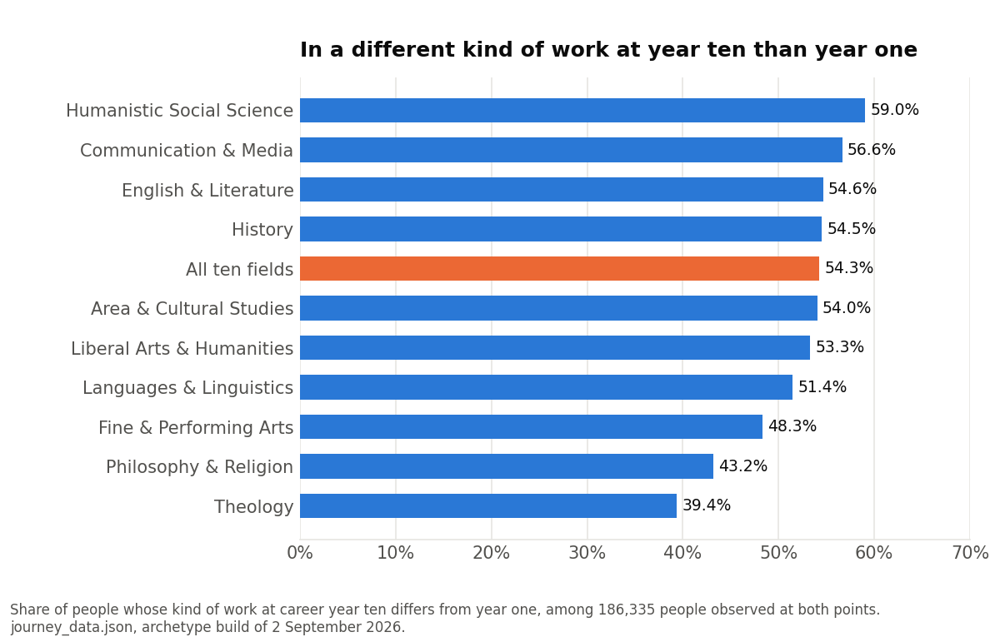 In a different kind of work at year ten than year one
Humanistic Social Science 59.0%
Communication & Media 56.6%
English & Literature 54.6%
History 54.5%
All ten fields 54.3%
Area & Cultural Studies 54.0%
Liberal Arts & Humanities 53.3%
Languages & Linguistics 51.4%
Fine & Performing Arts 48.3%
Philosophy & Religion 43.2%
Theology 39.4%
0% 10% 20% 30% 40% 50% 60% 70%
Share of people whose kind of work at career year ten differs from year one, among 186,335 people observed at both points.
journey_data.json, archetype build of 2 September 2026.